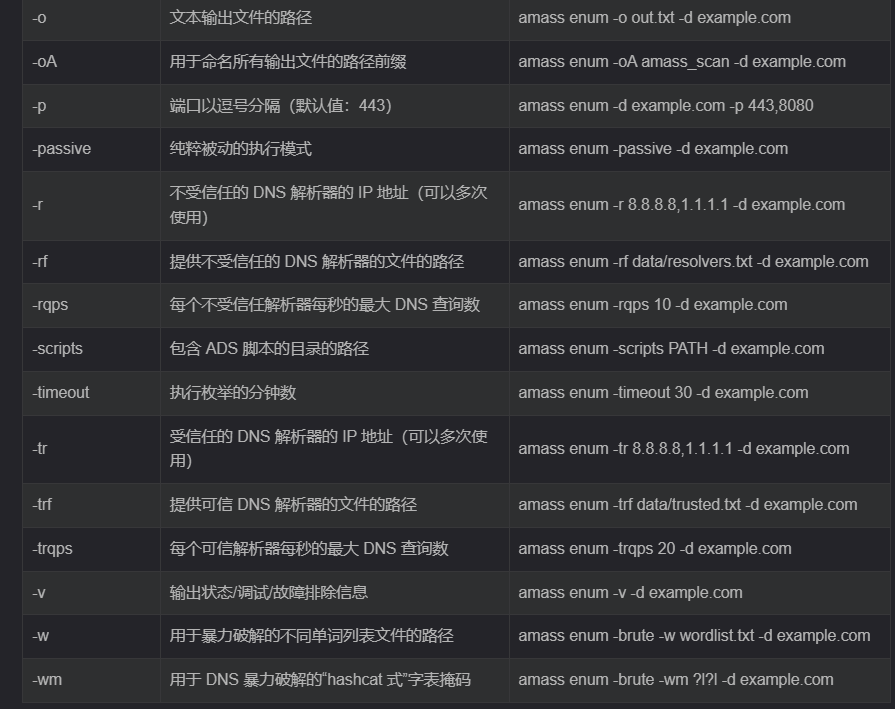 -o 文本输出文件的路径 amass enum -o out.txt -d example.com
-oA 用于命名所有输出文件的路径前缀 amass enum -oA amass_scan -d example.com
-p 端口以逗号分隔（默认值：443） amass enum -d example.com -p 443,8080
-passive 纯粹被动的执行模式 amass enum -passive -d example.com
-r 不受信任的 DNS 解析器的 IP 地址（可以多次
使用） amass enum -r 8.8.8.8,1.1.1.1 -d example.com
-rf 提供不受信任的 DNS 解析器的文件的路径 amass enum -rf data/resolvers.txt -d example.com
-rqps 每个不受信任解析器每秒的最大 DNS 查询数 amass enum -rqps 10 -d example.com
-scripts 包含 ADS 脚本的目录的路径 amass enum -scripts PATH -d example.com
-timeout 执行枚举的分钟数 amass enum -timeout 30 -d example.com
-tr 受信任的 DNS 解析器的 IP 地址（可以多次使
用） amass enum -tr 8.8.8.8,1.1.1.1 -d example.com
-trf 提供可信 DNS 解析器的文件的路径 amass enum -trf data/trusted.txt -d example.com
-trqps 每个可信解析器每秒的最大 DNS 查询数 amass enum -trqps 20 -d example.com
-v 输出状态/调试/故障排除信息 amass enum -v -d example.com
-w 用于暴力破解的不同单词列表文件的路径 amass enum -brute -w wordlist.txt -d example.com
-wm 用于 DNS 暴力破解的“hashcat 式”字表掩码 amass enum -brute -wm ?l?l -d example.com